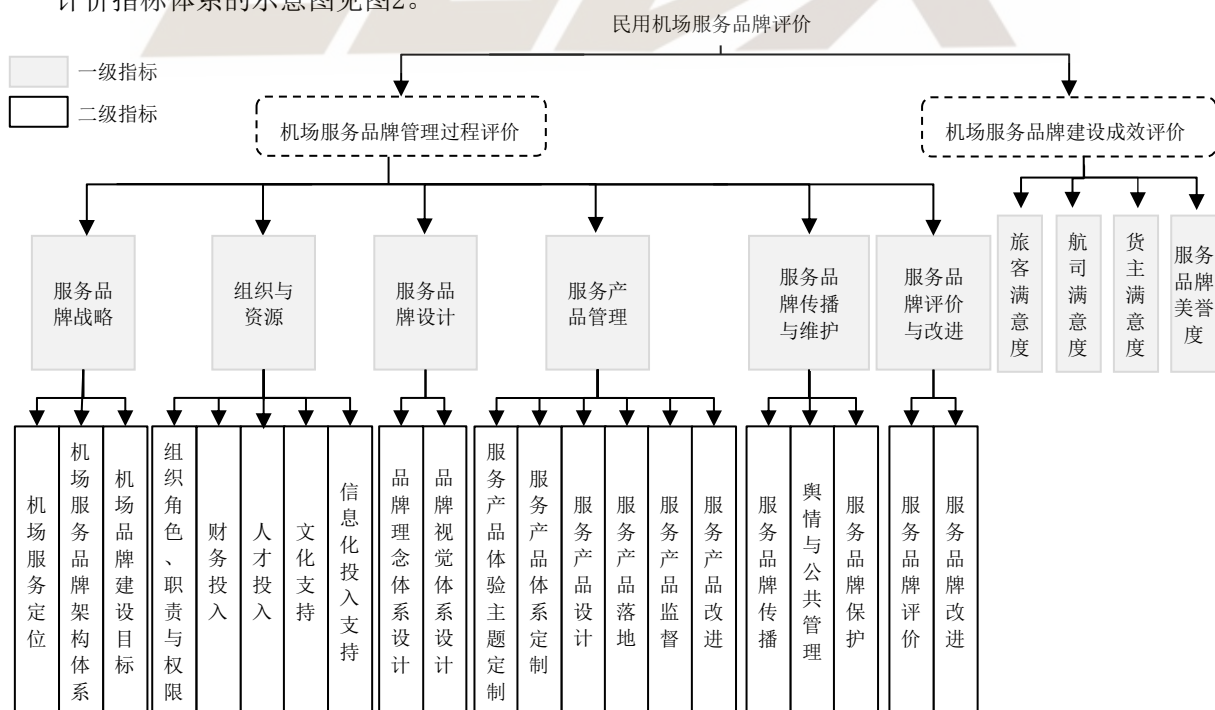 评价指标体系的示意图见图2。
民用机场服务品牌评价
一级指标
二级指标
机场服务品牌管理过程评价
机场服务品牌建设成效评价
服务品
牌战略
组织与
资源
服务品
牌设计
服务产
品管理
服务品
牌传播
与维护
服务品
牌评价
与改进
旅客满意度
航司满意度
货主满意度
服务
品牌
美誉
度
机场服务定位
机场服务品牌架构体系
机场品牌建设目标
组织角色、职责与权限
财务投入
人才投入
文化支持
信息化投入支持
品牌理念体系设计
品牌视觉体系设计
服务产品体验主题定制
服务产品体系定制
服务产品设计
服务产品落地
服务产品监督
服务产品改进
服务品牌传播
舆情与公共管理
服务品牌保护
服务品牌评价
服务品牌改进